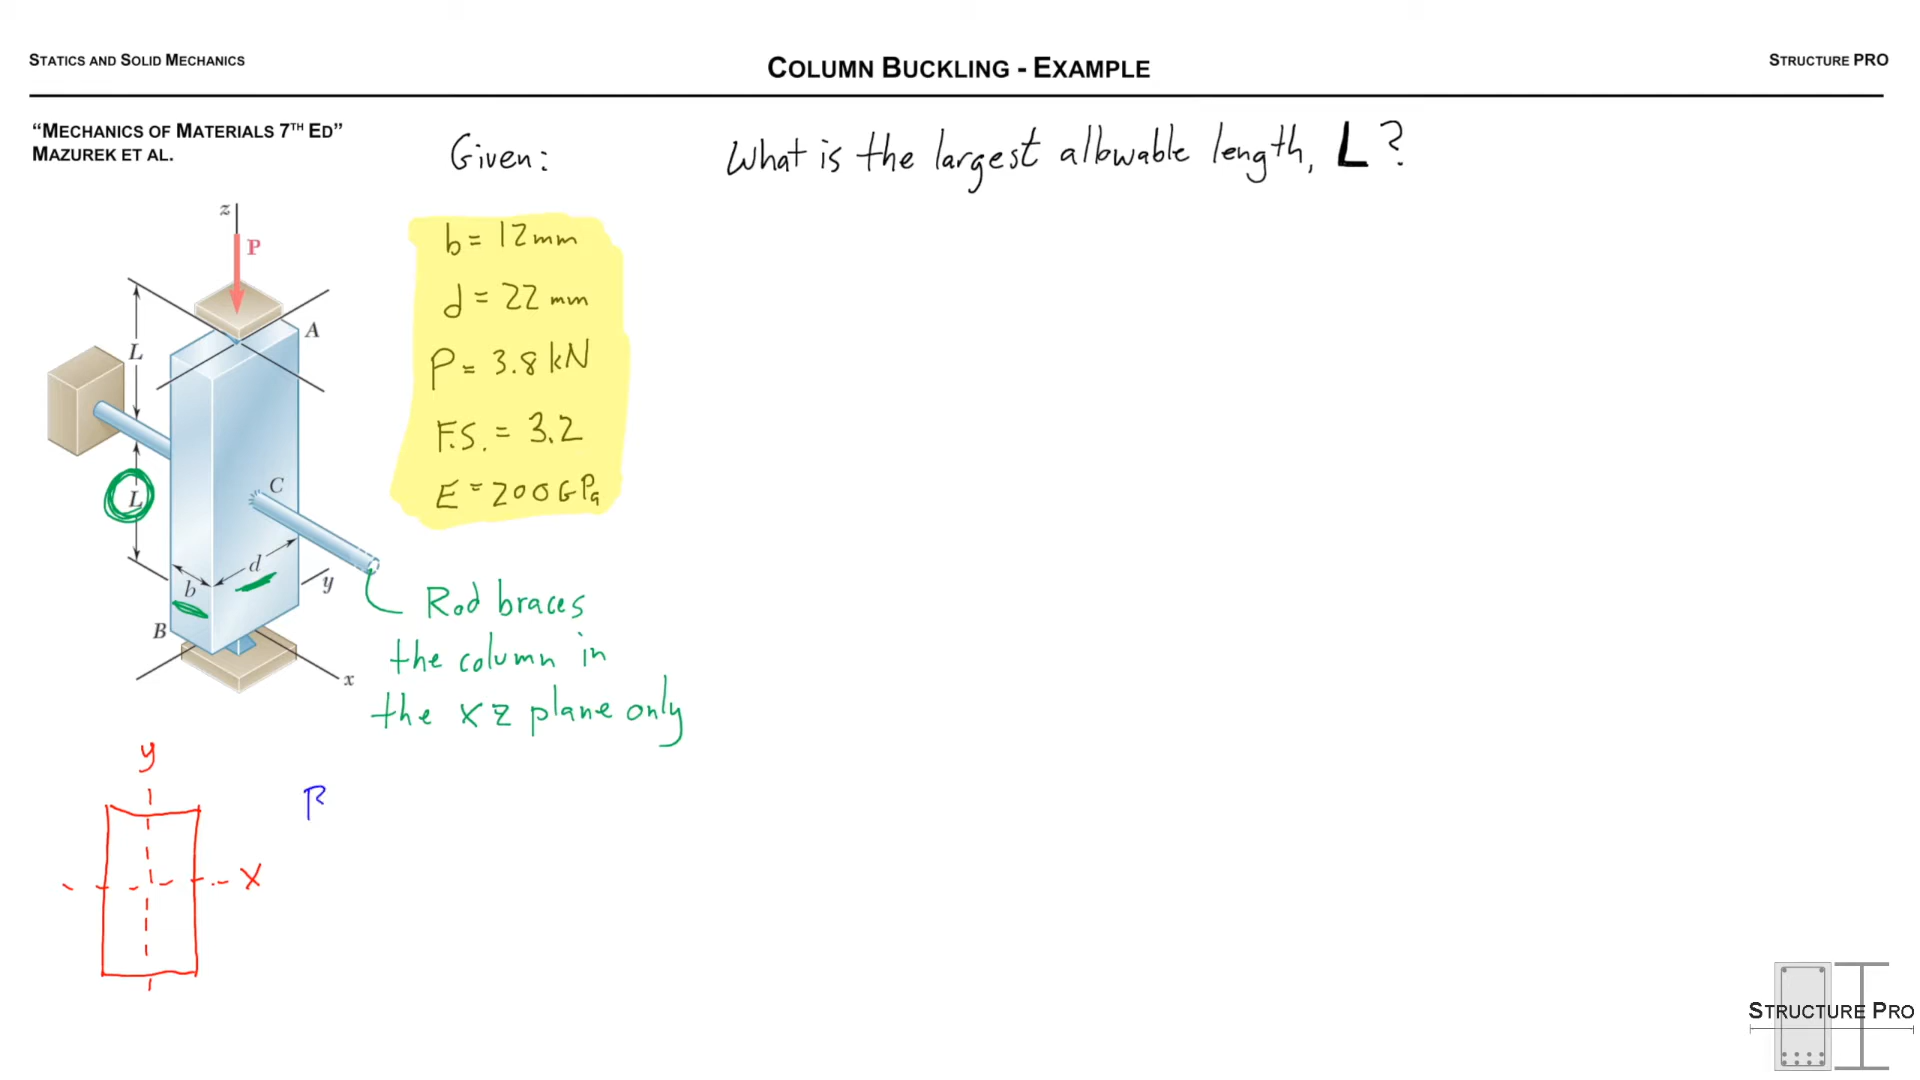 STATICS AND SOLID MECHANICS
COLUMN BUCKLING - EXAMPLE
STRUCTURE PRO
“MECHANICS OF MATERIALS 7TH ED”
MAZUREK ET AL.
Given:
What is the largest allowable length, L?
b = 12 mm
d = 22 mm
P = 3.8 kN
F.S. = 3.2
E = 200 GPa
z
P
A
L
C
L
d
b
y
B
x
Rod braces
the column in
the xz plane only
y
x
STRUCTURE PRO